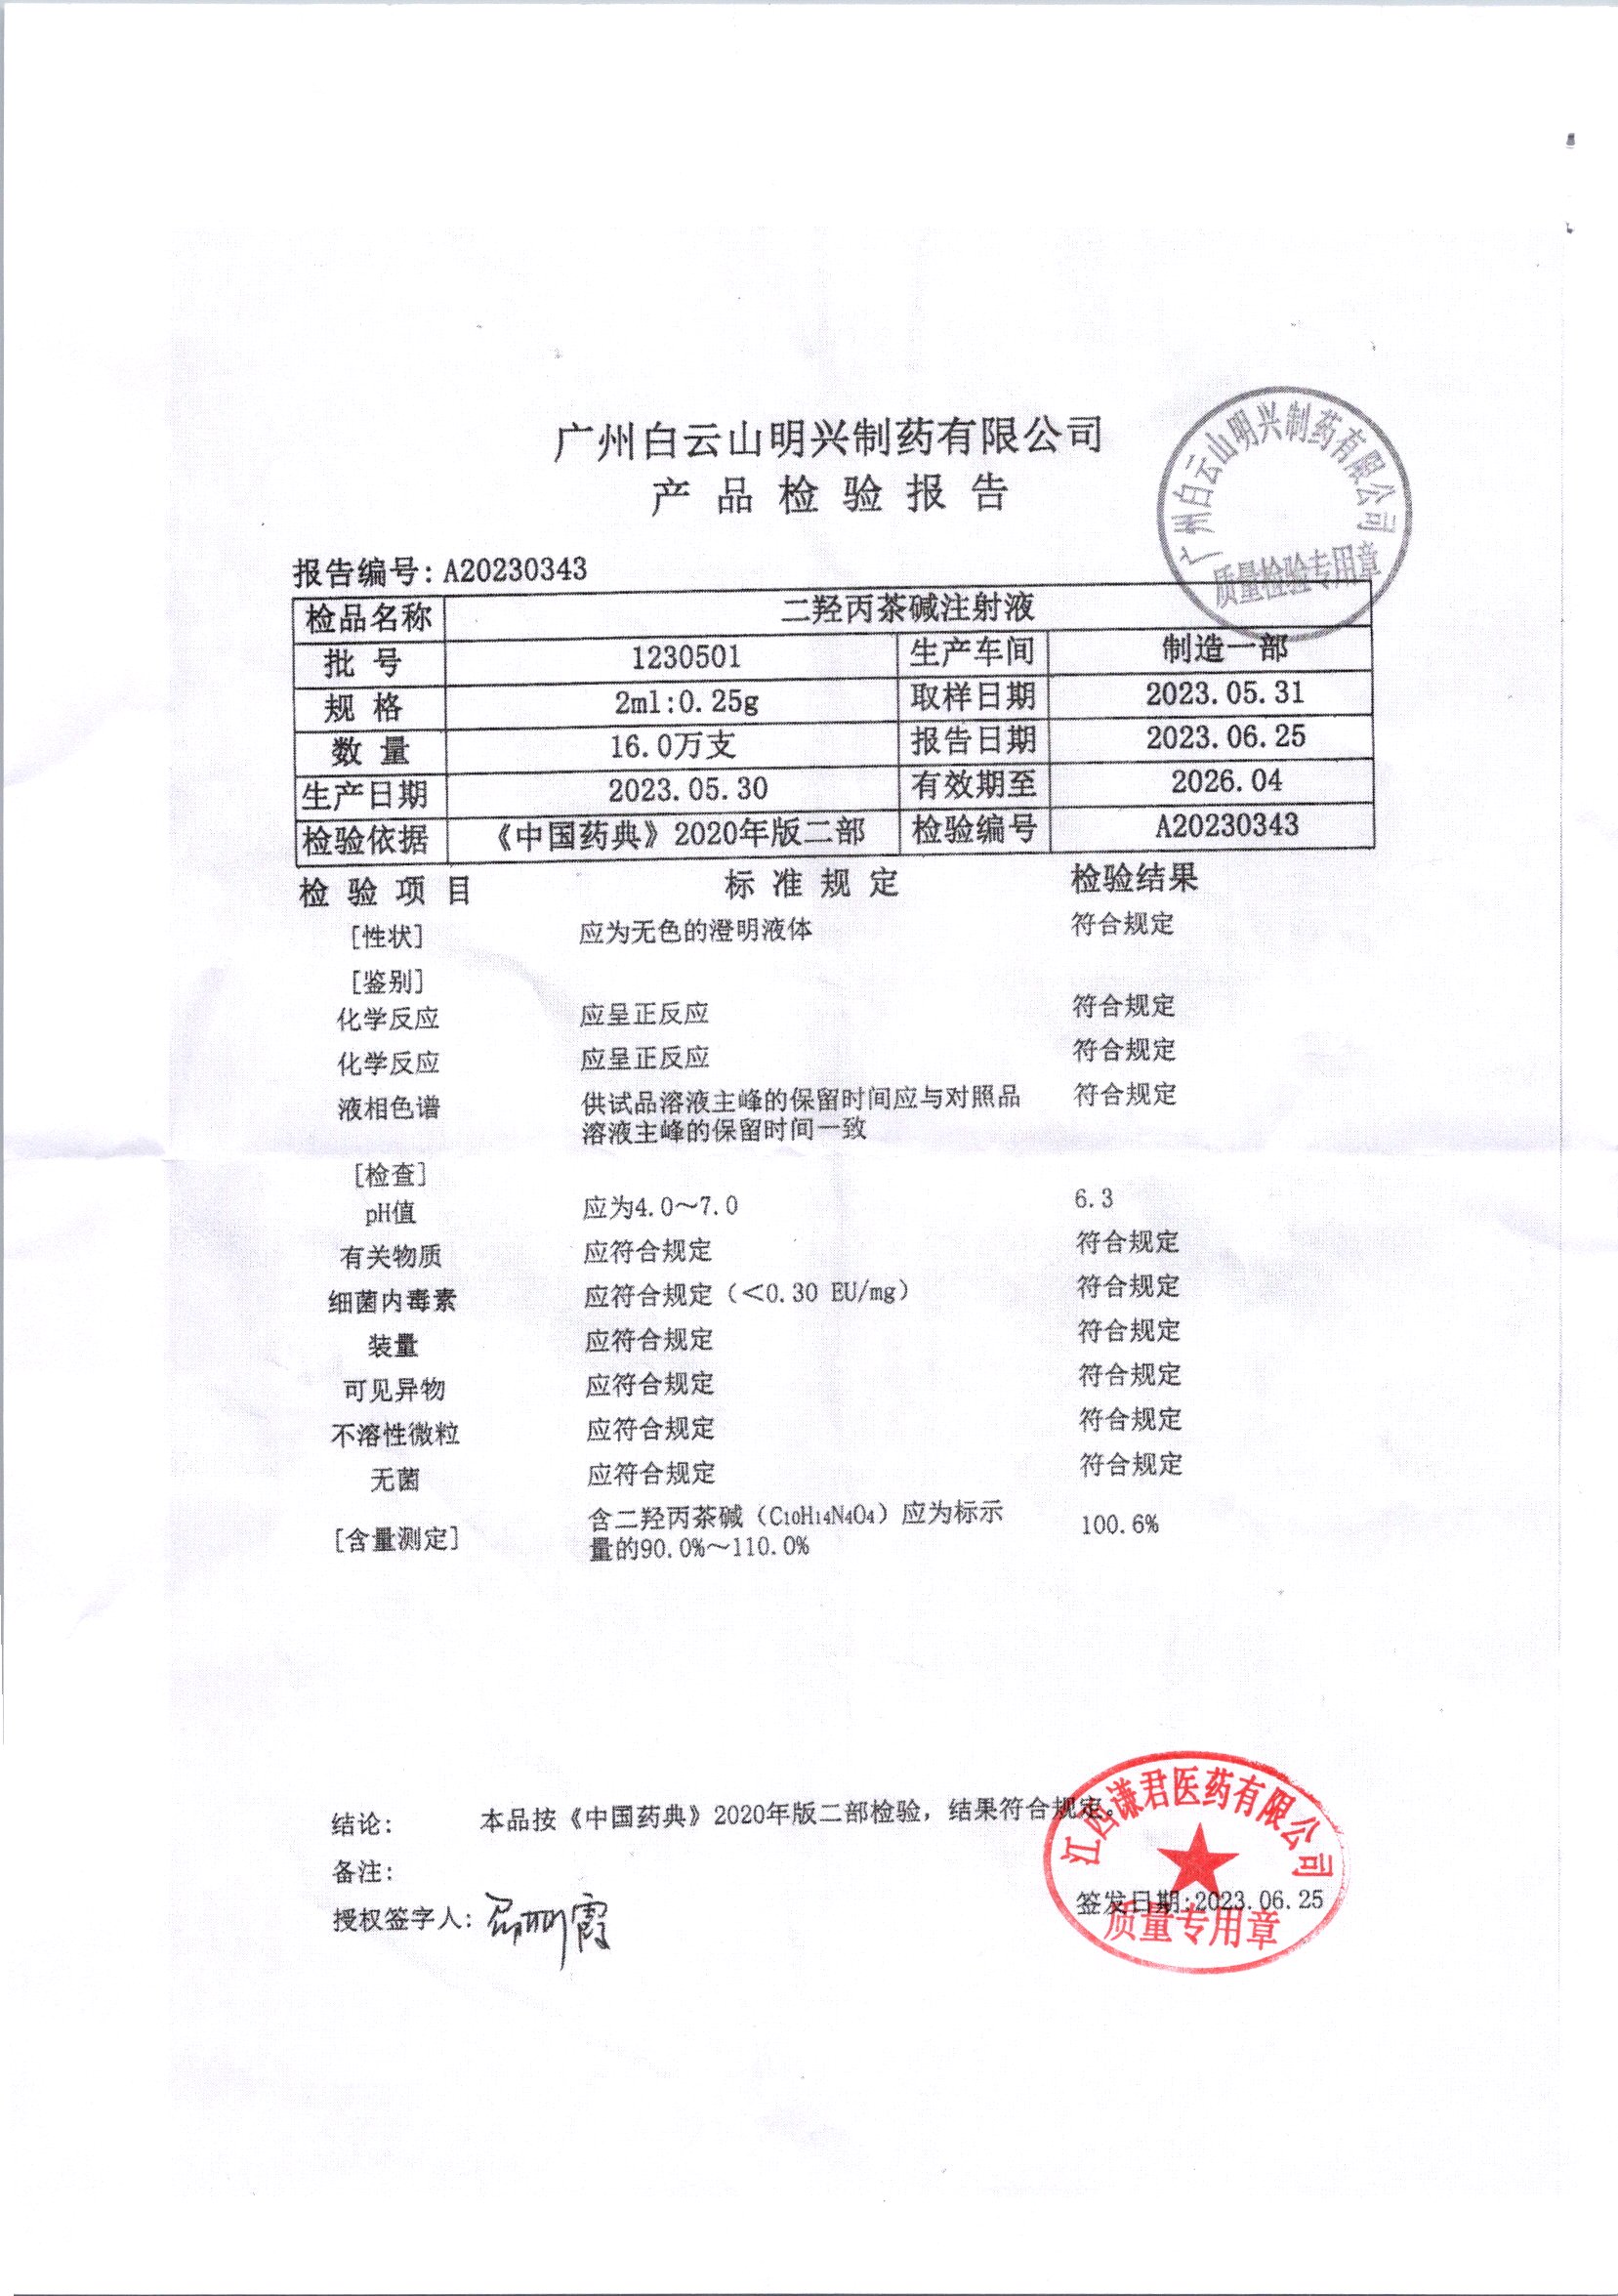 广州白云山明兴制药有限公司
产品检验报告
广州白云山明兴制药有限公司
质量检验专用章
报告编号: A20230343
检品名称 二羟丙茶碱注射液
批号 1230501 生产车间 制造一部
规格 2ml:0.25g 取样日期 2023.05.31
数量 16.0万支 报告日期 2023.06.25
生产日期 2023.05.30 有效期至 2026.04
检验依据 《中国药典》2020年版二部 检验编号 A20230343
检验项目 标准规定 检验结果
[性状] 应为无色的澄明液体 符合规定
[鉴别]
化学反应 应呈正反应 符合规定
化学反应 应呈正反应 符合规定
液相色谱 供试品溶液主峰的保留时间应与对照品 符合规定
溶液主峰的保留时间一致
[检查]
pH值 应为4.0~7.0 6.3
有关物质 应符合规定 符合规定
细菌内毒素 应符合规定(<0.30 EU/mg) 符合规定
装量 应符合规定 符合规定
可见异物 应符合规定 符合规定
不溶性微粒 应符合规定 符合规定
无菌 应符合规定 符合规定
[含量测定] 含二羟丙茶碱(C10H14N4O4)应为标示 100.6%
量的90.0%~110.0%
结论: 本品按《中国药典》2020年版二部检验,结果符合规定。
备注:
授权签字人:
签发日期:2023.06.25
江西谦君医药有限公司
质量专用章